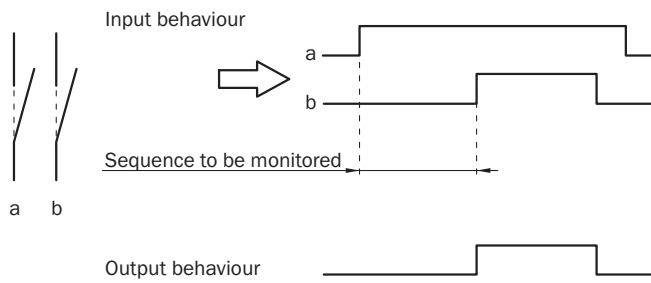 Input behaviour
a
b
Sequence to be monitored
a b
Output behaviour